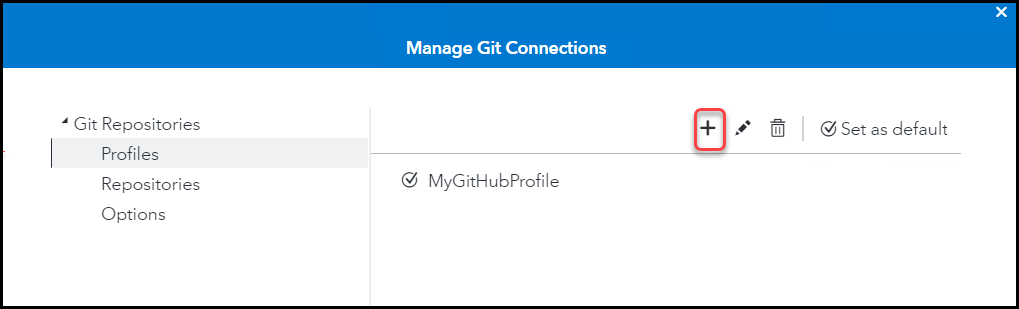 Manage Git Connections
Git Repositories
Profiles
Repositories
Options
Set as default
MyGitHubProfile